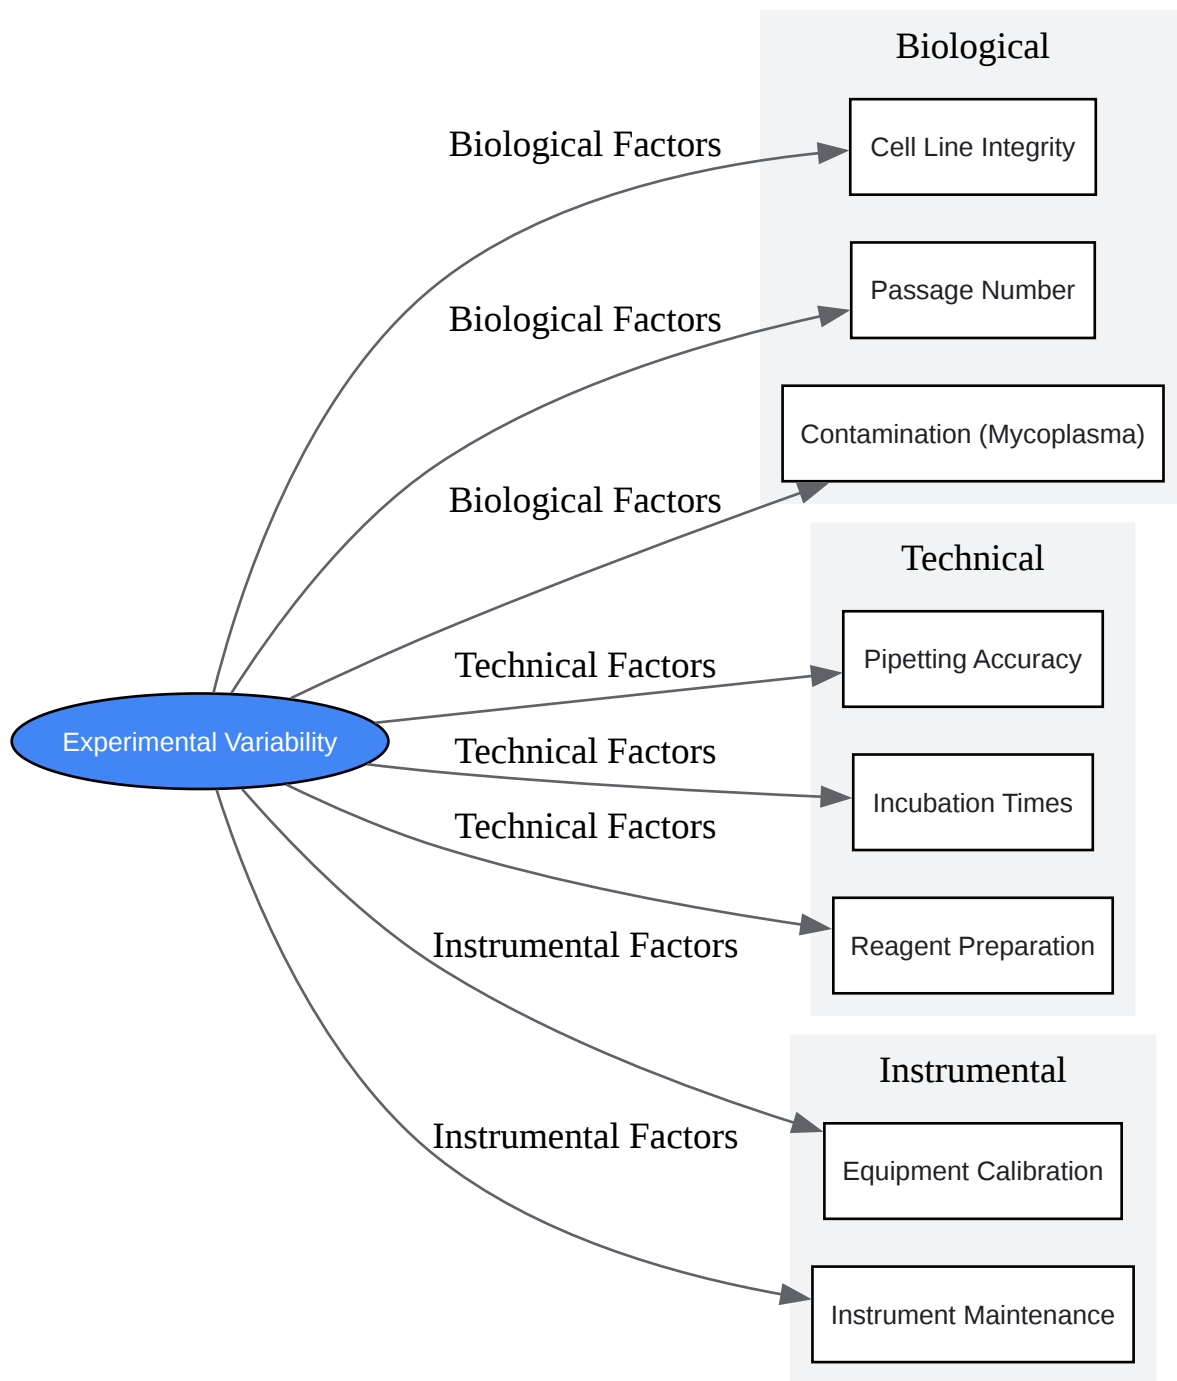 Biological
Biological Factors
Cell Line Integrity
Biological Factors
Passage Number
Biological Factors
Contamination (Mycoplasma)
Technical
Technical Factors
Pipetting Accuracy
Experimental Variability
Technical Factors
Incubation Times
Technical Factors
Reagent Preparation
Instrumental Factors
Instrumental
Instrumental Factors
Equipment Calibration
Instrument Maintenance